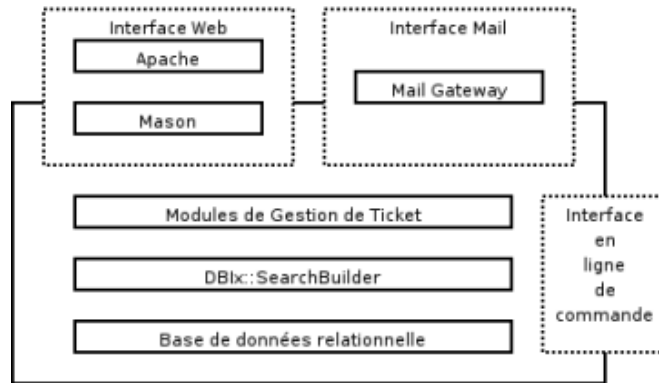 Interface Web
Apache
Mason
Interface Mail
Mail Gateway
Modules de Gestion de Ticket
DBIx::SearchBuilder
Base de données relationnelle
Interface
en
ligne
de
commande